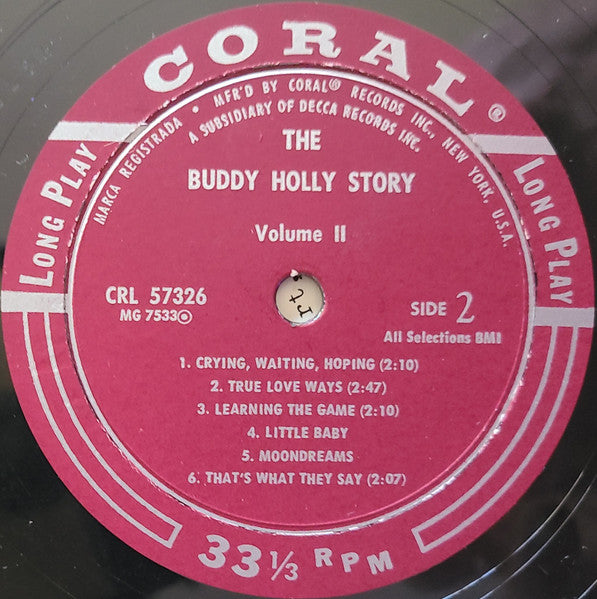 CORAL®
MARCA REGISTRADA • MFR'D BY CORAL® RECORDS INC., NEW YORK, U.S.A.
A SUBSIDIARY OF DECCA RECORDS INC.
LONG PLAY
LONG PLAY
THE
BUDDY HOLLY STORY
Volume II
CRL 57326
MG 7533
SIDE 2
All Selections BMI
1. CRYING, WAITING, HOPING (2:10)
2. TRUE LOVE WAYS (2:47)
3. LEARNING THE GAME (2:10)
4. LITTLE BABY
5. MOONDREAMS
6. THAT'S WHAT THEY SAY (2:07)
33 1/3 RPM